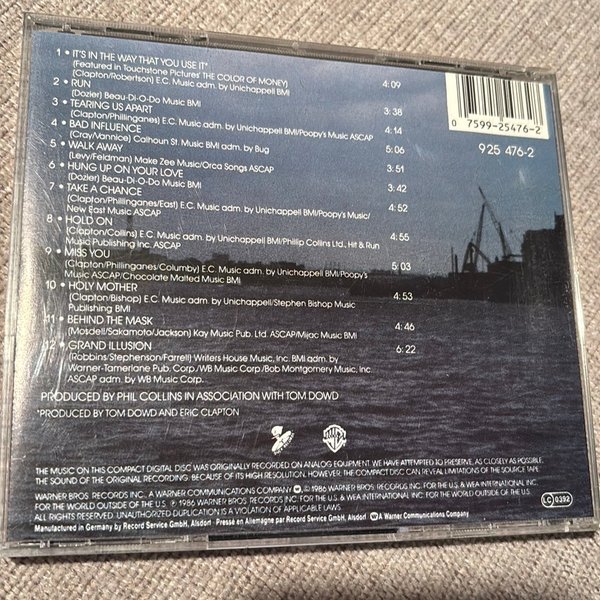 1 • IT'S IN THE WAY THAT YOU USE IT* 4:09
(Featured in Touchstone Pictures' THE COLOR OF MONEY)
(Clapton/Robertson) E.C. Music adm. by Unichappell BMI
2 • RUN 3:38
(Dozier) Beau-Di-O-Do Music BMI
3 • TEARING US APART 4:14
(Clapton/Phillinganes) E.C. Music adm. by Unichappell BMI/Poopy's Music ASCAP
4 • BAD INFLUENCE 5:06
(Cray/Vannice) Calhoun St. Music BMI adm. by Bug
5 • WALK AWAY 3:51
(Levy/Feldman) Make Zee Music/Orca Songs ASCAP
6 • HUNG UP ON YOUR LOVE 3:42
(Dozier) Beau-Di-O-Do Music BMI
7 • TAKE A CHANCE 4:52
(Clapton/Phillinganes/East) E.C. Music adm. by Unichappell BMI/Poopy's Music/
New East Music ASCAP
8 • HOLD ON 4:55
(Clapton/Collins) E.C. Music adm. by Unichappell BMI/Phillip Collins Ltd., Hit & Run
Music Publishing Inc. ASCAP
9 • MISS YOU 5:03
(Clapton/Phillinganes/Columby) E.C. Music adm. by Unichappell BMI/Poopy's
Music ASCAP/Chocolate Malted Music BMI
10 • HOLY MOTHER 4:53
(Clapton/Bishop) E.C. Music adm. by Unichappell/Stephen Bishop Music
Publishing BMI
11 • BEHIND THE MASK 4:46
(Mosdell/Sakamoto/Jackson) Kay Music Pub. Ltd. ASCAP/Mijac Music BMI
12 • GRAND ILLUSION 6:22
(Robbins/Stephenson/Farrell) Writers House Music, Inc. BMI adm. by
Warner-Tamerlane Pub. Corp./WB Music Corp./Bob Montgomery Music, Inc.
ASCAP adm. by WB Music Corp.
PRODUCED BY PHIL COLLINS IN ASSOCIATION WITH TOM DOWD
*PRODUCED BY TOM DOWD AND ERIC CLAPTON
0 7599-25476-2
925 476-2
THE MUSIC ON THIS COMPACT DIGITAL DISC WAS ORIGINALLY RECORDED ON ANALOG EQUIPMENT. WE HAVE ATTEMPTED TO PRESERVE, AS CLOSELY AS POSSIBLE,
THE SOUND OF THE ORIGINAL RECORDING. BECAUSE OF ITS HIGH RESOLUTION, HOWEVER, THE COMPACT DISC CAN REVEAL LIMITATIONS OF THE SOURCE TAPE.
WARNER BROS. RECORDS INC., A WARNER COMMUNICATIONS COMPANY © 1986 WARNER BROS. RECORDS INC. FOR THE U.S. & WEA INTERNATIONAL INC.
FOR THE WORLD OUTSIDE OF THE U.S. ℗ 1986 WARNER BROS. RECORDS INC. FOR THE U.S. & WEA INTERNATIONAL INC. FOR THE WORLD OUTSIDE OF THE U.S.
ALL RIGHTS RESERVED. UNAUTHORIZED DUPLICATION IS A VIOLATION OF APPLICABLE LAWS.
LC 0392
Manufactured in Germany by Record Service GmbH, Alsdorf · Pressé en Allemagne par Record Service GmbH, Alsdorf. A Warner Communications Company